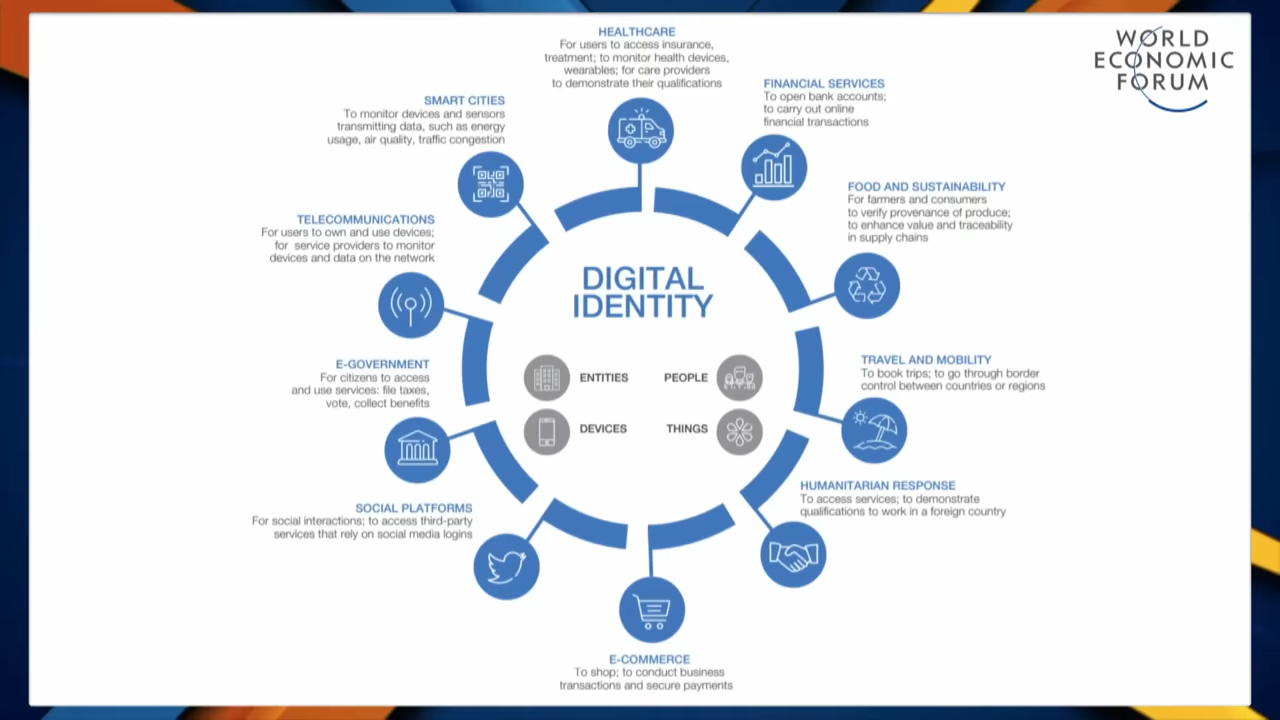 WORLD
ECONOMIC
FORUM
HEALTHCARE
For users to access insurance,
treatment; to monitor health devices,
wearables; for care providers
to demonstrate their qualifications
FINANCIAL SERVICES
To open bank accounts;
to carry out online
financial transactions
FOOD AND SUSTAINABILITY
For farmers and consumers
to verify provenance of produce;
to enhance value and traceability
in supply chains
TRAVEL AND MOBILITY
To book trips; to go through border
control between countries or regions
HUMANITARIAN RESPONSE
To access services; to demonstrate
qualifications to work in a foreign country
E-COMMERCE
To shop; to conduct business
transactions and secure payments
SOCIAL PLATFORMS
For social interactions; to access third-party
services that rely on social media logins
E-GOVERNMENT
For citizens to access
and use services: file taxes,
vote, collect benefits
TELECOMMUNICATIONS
For users to own and use devices;
for service providers to monitor
devices and data on the network
SMART CITIES
To monitor devices and sensors
transmitting data, such as energy
usage, air quality, traffic congestion
DIGITAL
IDENTITY
ENTITIES
PEOPLE
DEVICES
THINGS